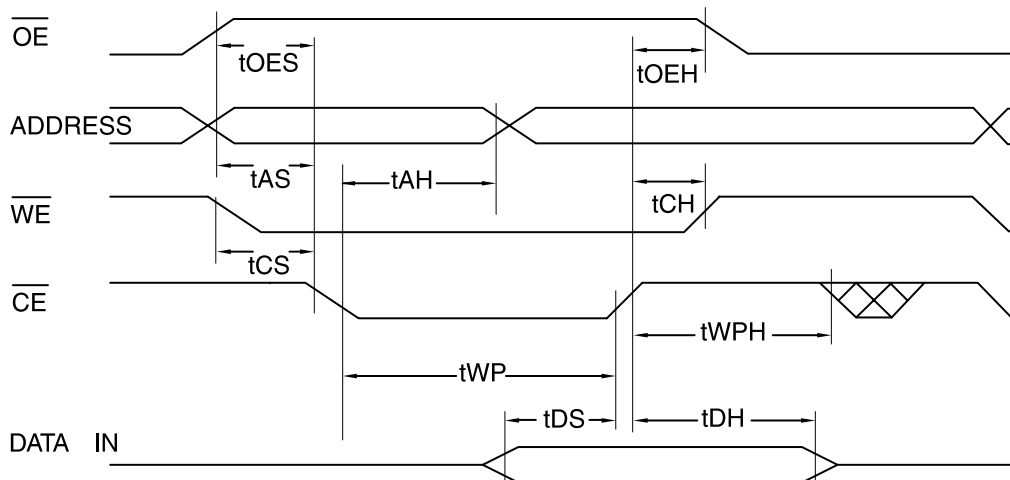 OE
tOES
tOEH
ADDRESS
tAS
tAH
tCH
WE
tCS
CE
tWPH
tWP
tDS
tDH
DATA IN